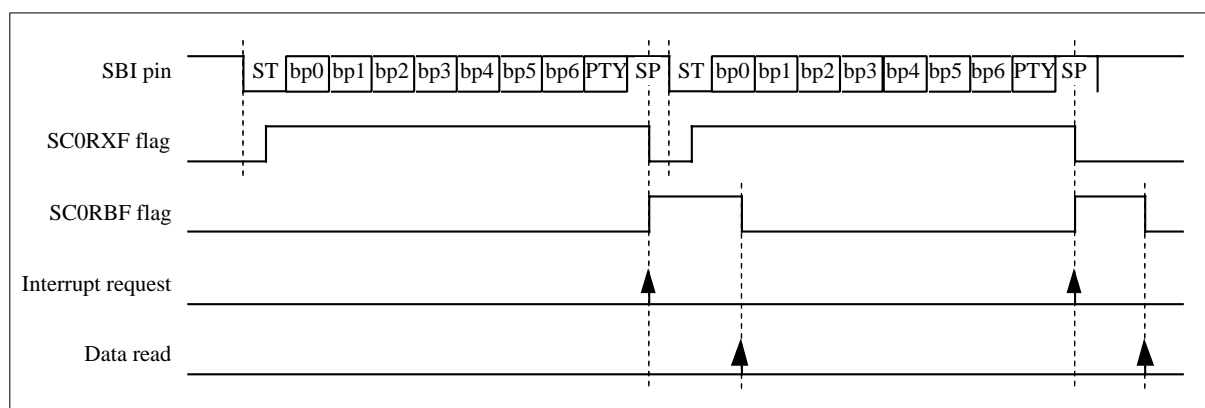 SBI pin ST bp0 bp1 bp2 bp3 bp4 bp5 bp6 PTY SP ST bp0 bp1 bp2 bp3 bp4 bp5 bp6 PTY SP
SC0RXF flag
SC0RBF flag
Interrupt request
Data read